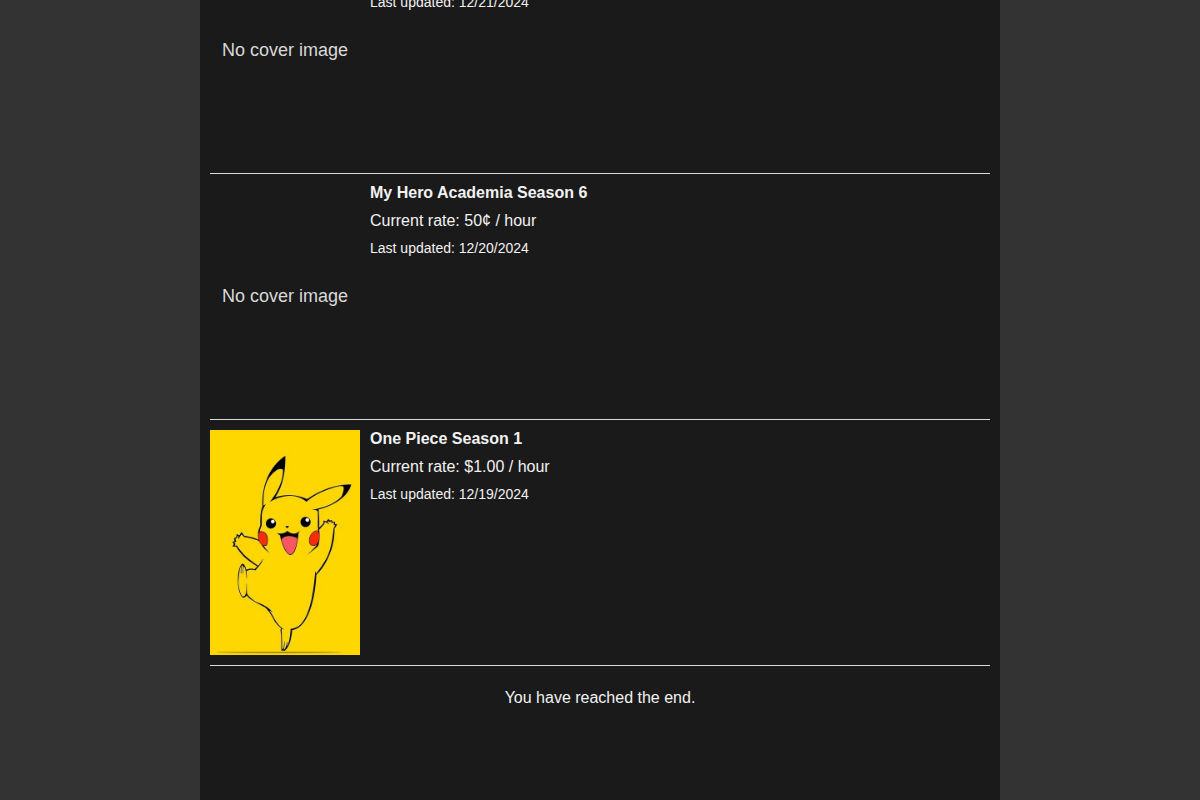 Last updated: 12/21/2024
No cover image
My Hero Academia Season 6
Current rate: 50¢ / hour
Last updated: 12/20/2024
No cover image
One Piece Season 1
Current rate: $1.00 / hour
Last updated: 12/19/2024
You have reached the end.